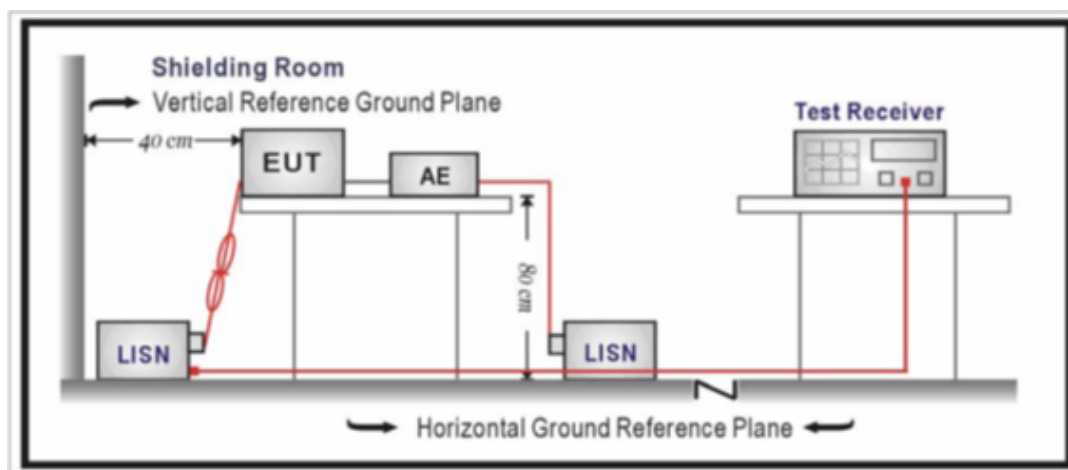 Shielding Room
Vertical Reference Ground Plane
Test Receiver
40 cm
EUT
AE
80 cm
LISN
LISN
Horizontal Ground Reference Plane